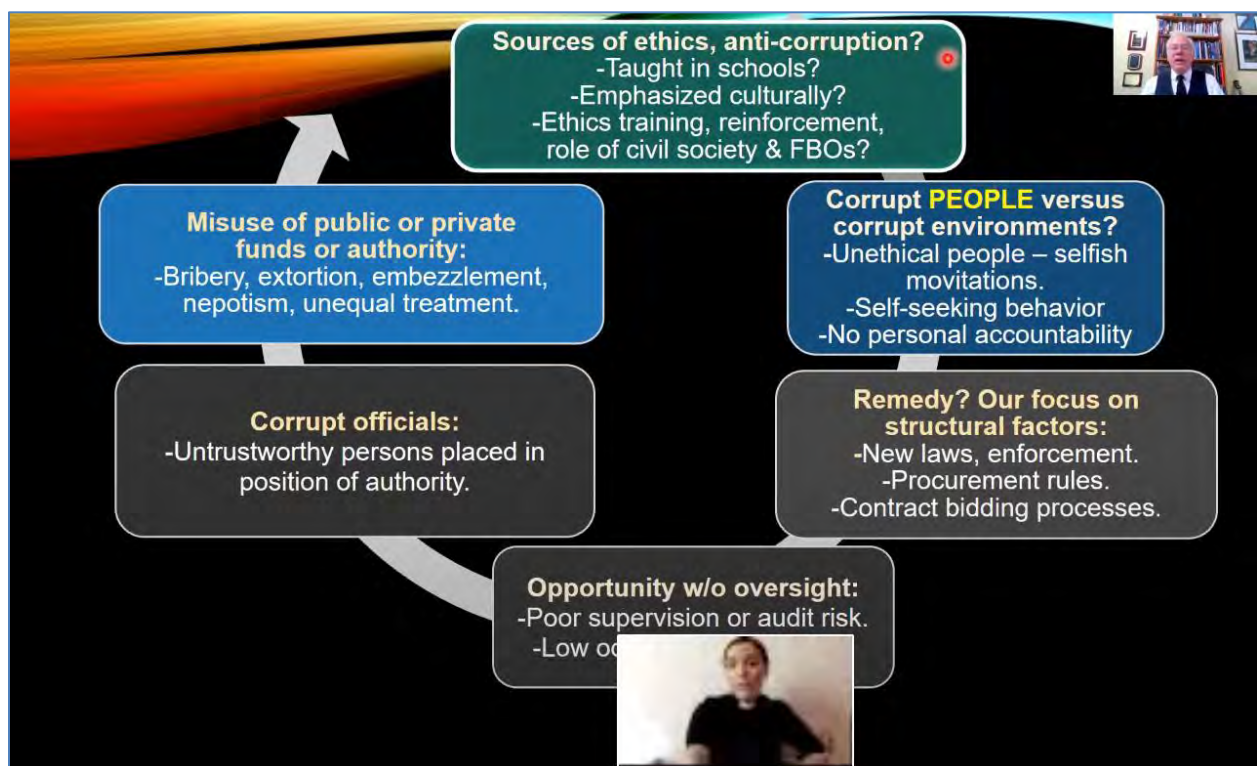 Sources of ethics, anti-corruption?
-Taught in schools?
-Emphasized culturally?
-Ethics training, reinforcement,
role of civil society & FBOs?
Corrupt PEOPLE versus
corrupt environments?
-Unethical people – selfish
movitations.
-Self-seeking behavior
-No personal accountability
Remedy? Our focus on
structural factors:
-New laws, enforcement.
-Procurement rules.
-Contract bidding processes.
Opportunity w/o oversight:
-Poor supervision or audit risk.
-Low
Corrupt officials:
-Untrustworthy persons placed in
position of authority.
Misuse of public or private
funds or authority:
-Bribery, extortion, embezzlement,
nepotism, unequal treatment.